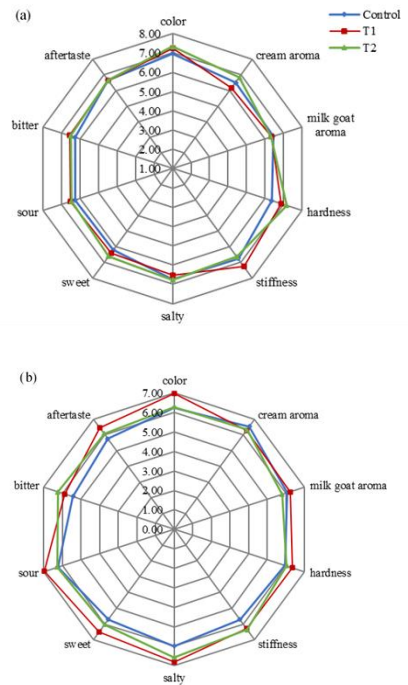 (a)
color
Control
T1
T2
8.00
7.00
6.00
5.00
4.00
3.00
2.00
1.00
cream aroma
milk goat
aroma
hardness
stiffness
salty
sweet
sour
bitter
aftertaste
(b)
color
7.00
6.00
5.00
4.00
3.00
2.00
1.00
0.00
cream aroma
milk goat aroma
hardness
stiffness
salty
sweet
sour
bitter
aftertaste